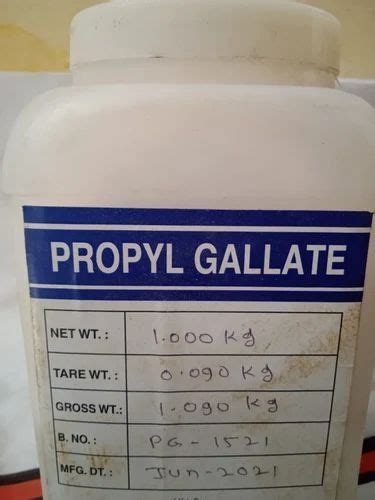 PROPYL GALLATE
NET WT.: 1.000 Kg
TARE WT.: 0.090 Kg
GROSS WT.: 1.090 Kg
B. NO.: PG-1521
MFG. DT.: Jun-2021